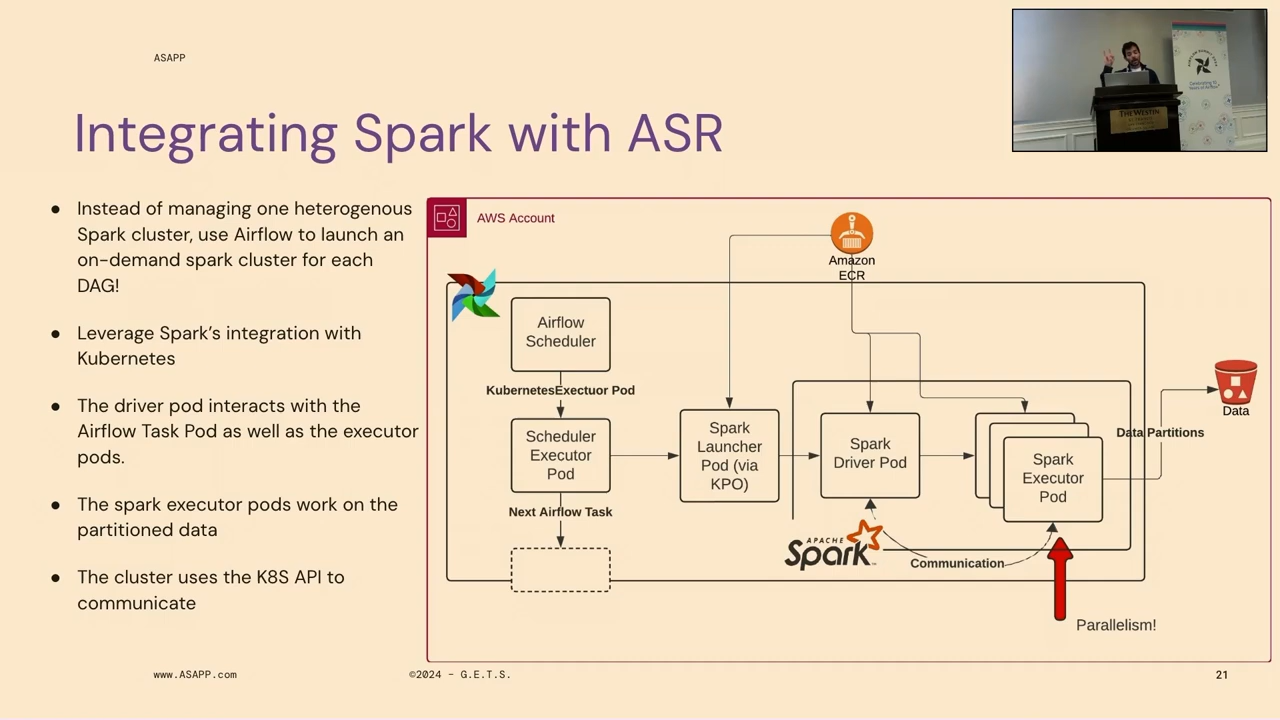 ASAPP
Integrating Spark with ASR
● Instead of managing one heterogenous
Spark cluster, use Airflow to launch an
on-demand spark cluster for each
DAG!
● Leverage Spark's integration with
Kubernetes
● The driver pod interacts with the
Airflow Task Pod as well as the executor
pods.
● The spark executor pods work on the
partitioned data
● The cluster uses the K8S API to
communicate
AWS Account
Amazon
ECR
Airflow
Scheduler
KubernetesExectuor Pod
Scheduler
Executor
Pod
Next Airflow Task
Spark
Launcher
Pod (via
KPO)
Spark
Driver Pod
Spark
Executor
Pod
APACHE
Spark
Communication
Data Partitions
Data
Parallelism!
THE WESTIN
www.ASAPP.com
©2024 - G.E.T.S.
21